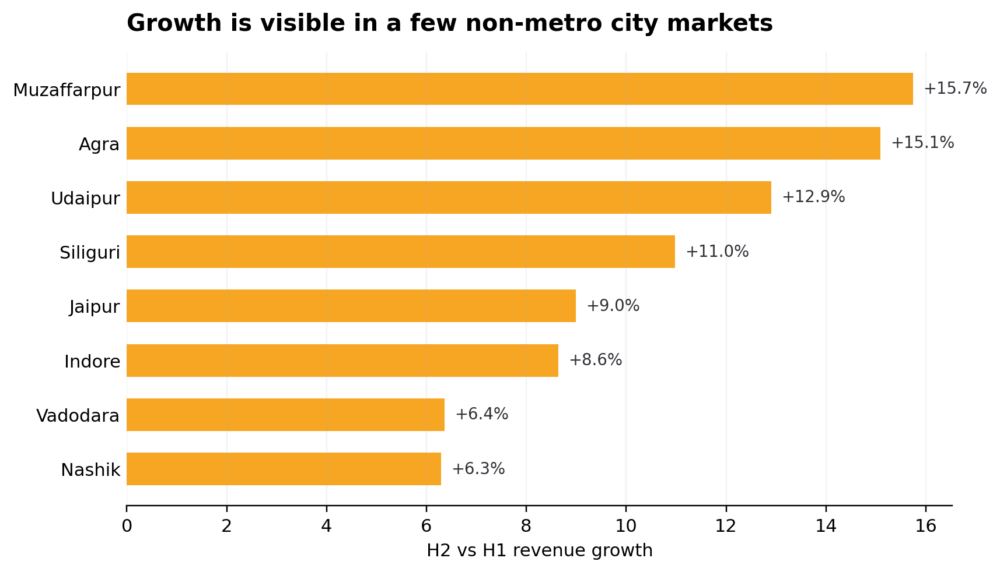 Growth is visible in a few non-metro city markets
Muzaffarpur +15.7%
Agra +15.1%
Udaipur +12.9%
Siliguri +11.0%
Jaipur +9.0%
Indore +8.6%
Vadodara +6.4%
Nashik +6.3%
0 2 4 6 8 10 12 14 16
H2 vs H1 revenue growth